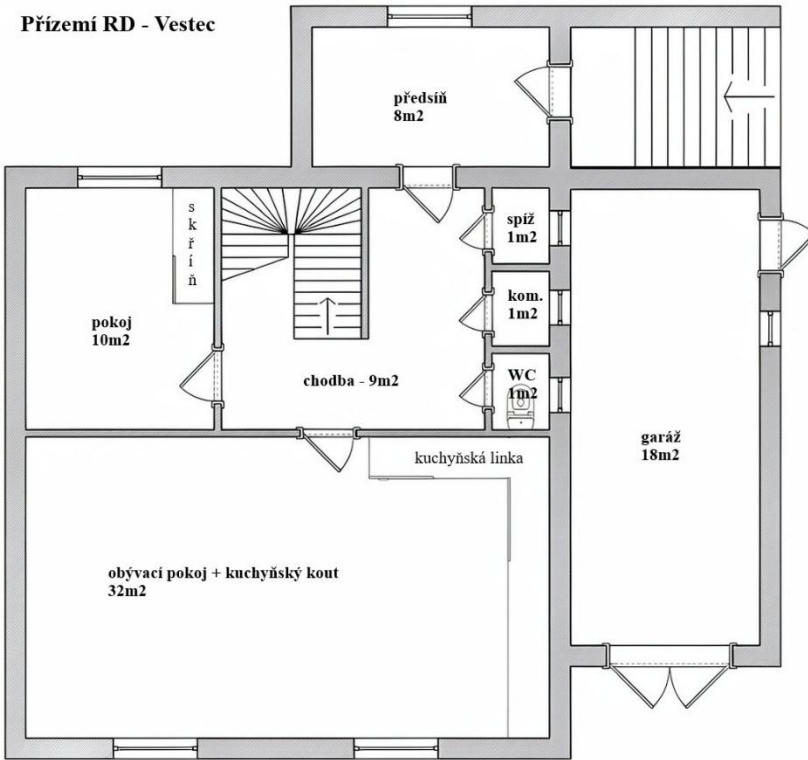 Přízemí RD - Vestec
předsíň
8m2
skříň
spíž
1m2
kom.
1m2
pokoj
10m2
chodba - 9m2
WC
1m2
garáž
18m2
kuchyňská linka
obývací pokoj + kuchyňský kout
32m2